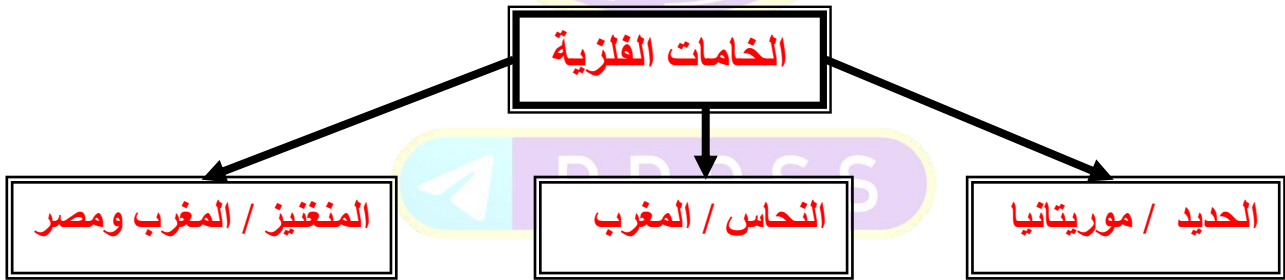 الخامات الفلزية
الحديد / موريتانيا
النحاس / المغرب
المنغنيز / المغرب ومصر